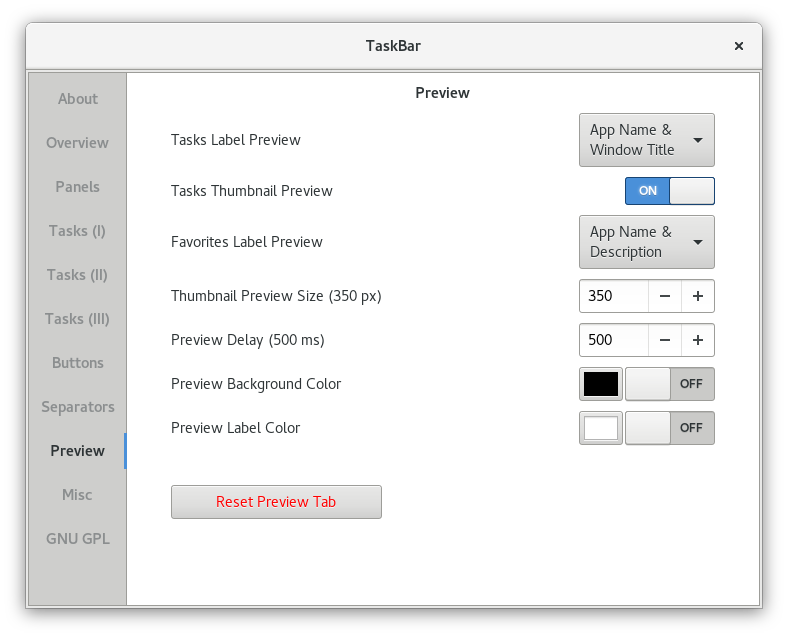 TaskBar
About
Overview
Panels
Tasks (I)
Tasks (II)
Tasks (III)
Buttons
Separators
Preview
Misc
GNU GPL
Preview
Tasks Label Preview
App Name &
Window Title
Tasks Thumbnail Preview
ON
Favorites Label Preview
App Name &
Description
Thumbnail Preview Size (350 px)
350
Preview Delay (500 ms)
500
Preview Background Color
OFF
Preview Label Color
OFF
Reset Preview Tab